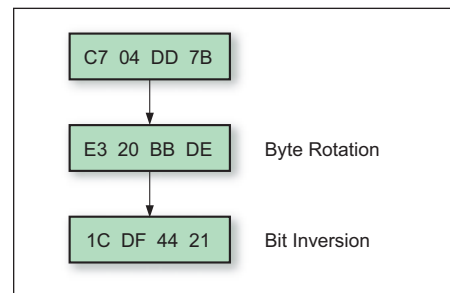 C7 04 DD 7B
E3 20 BB DE Byte Rotation
1C DF 44 21 Bit Inversion